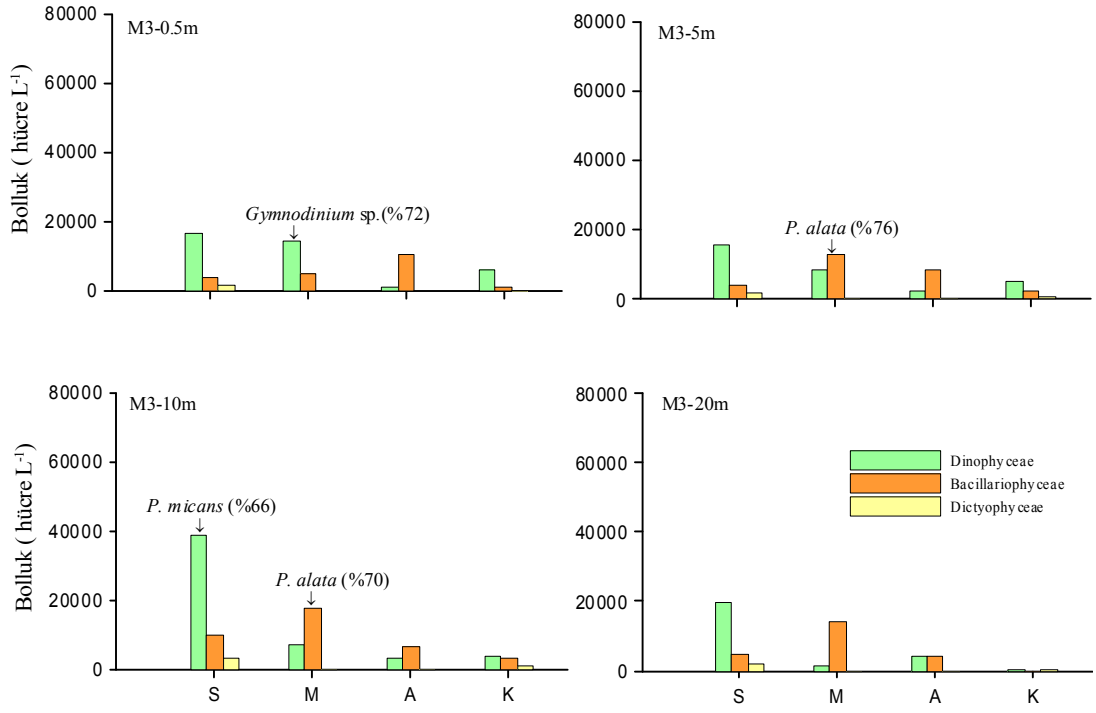 M3-0.5m
80000
60000
40000
20000
0
Bolluk ( hücre L-1)
Gymnodinium sp.(%72)
M3-5m
80000
60000
40000
20000
0
P. alata (%76)
M3-10m
80000
60000
40000
20000
0
Bolluk ( hücre L-1)
P. micans (%66)
P. alata (%70)
S M A K
M3-20m
80000
60000
40000
20000
0
Dinophyceae
Bacillariophyceae
Dictyophyceae
S M A K